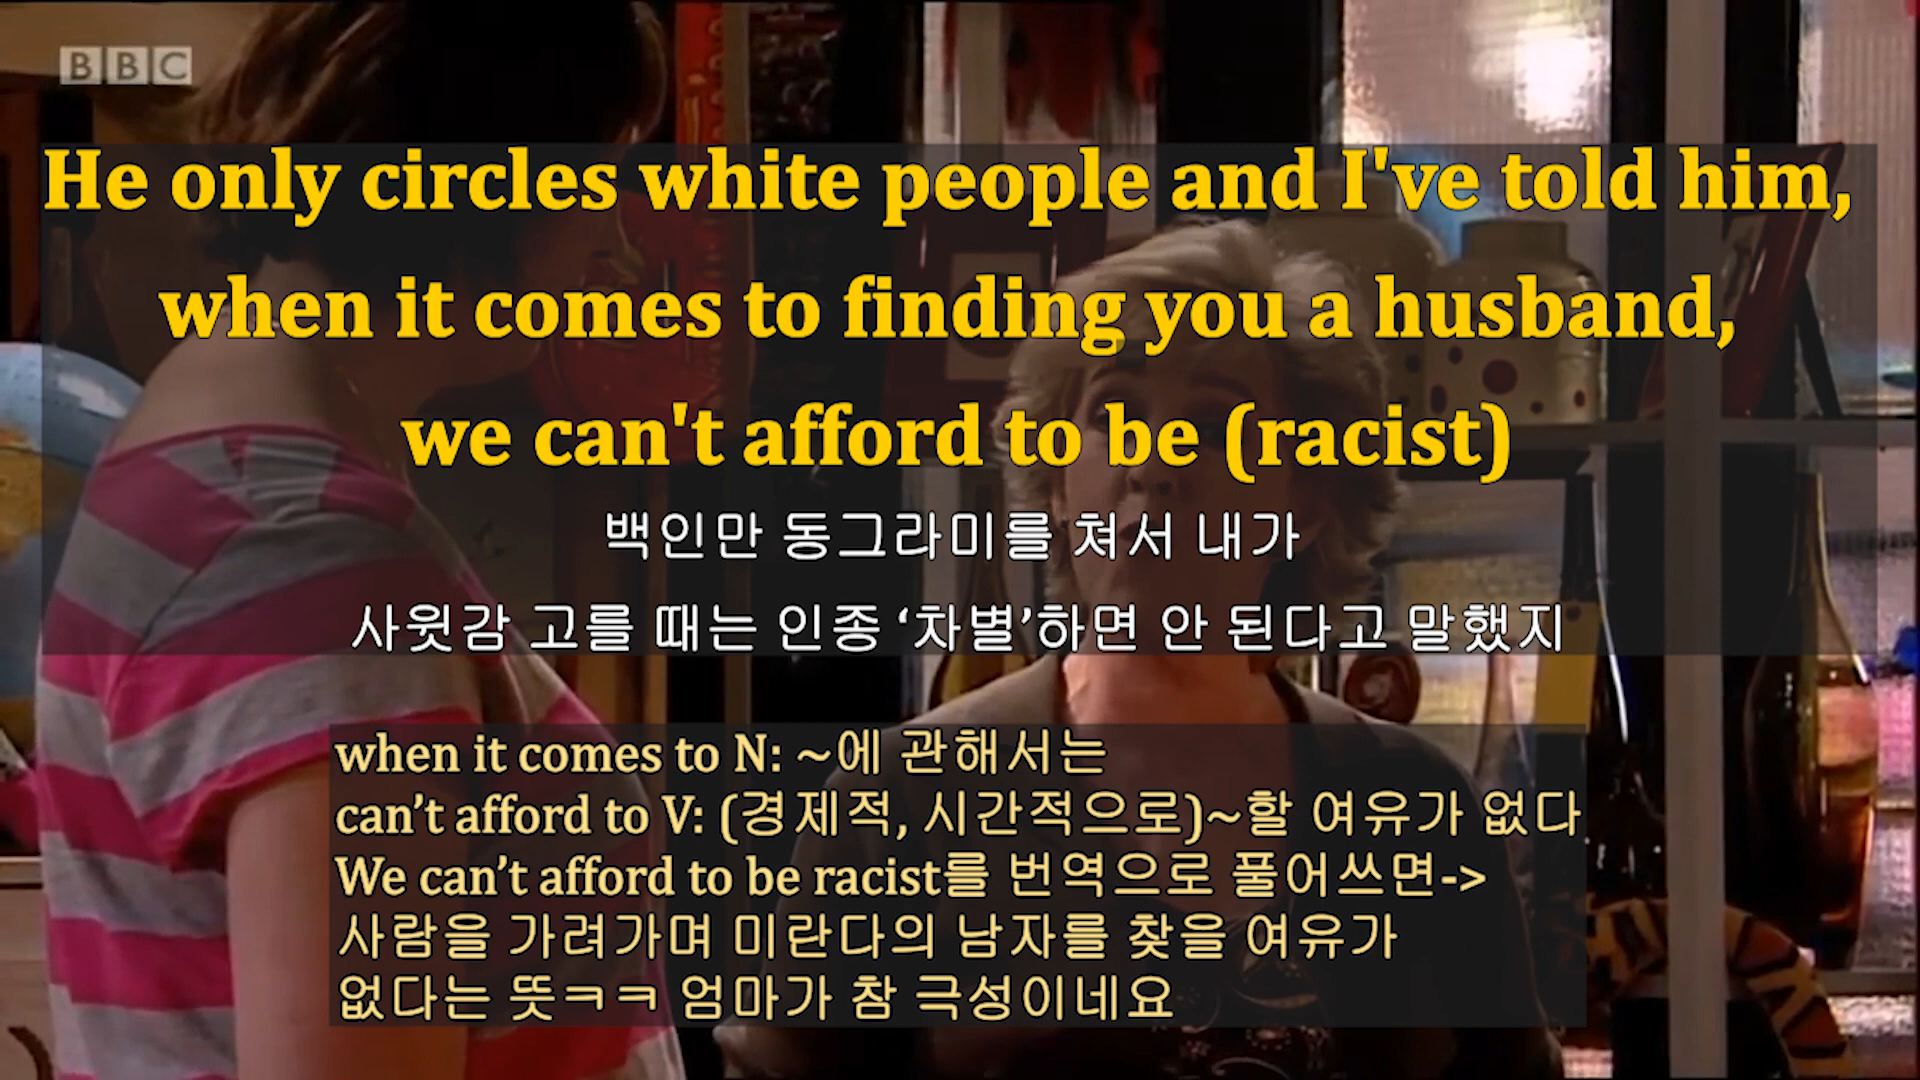 BBC
He only circles white people and I've told him,
when it comes to finding you a husband,
we can't afford to be (racist)
백인만 동그라미를 쳐서 내가
사윗감 고를 때는 인종 ‘차별’하면 안 된다고 말했지
when it comes to N: ~에 관해서는
can’t afford to V: (경제적, 시간적으로)~할 여유가 없다
We can’t afford to be racist를 번역으로 풀어쓰면->
사람을 가려가며 미란다의 남자를 찾을 여유가
없다는 뜻ㅋㅋ 엄마가 참 극성이네요